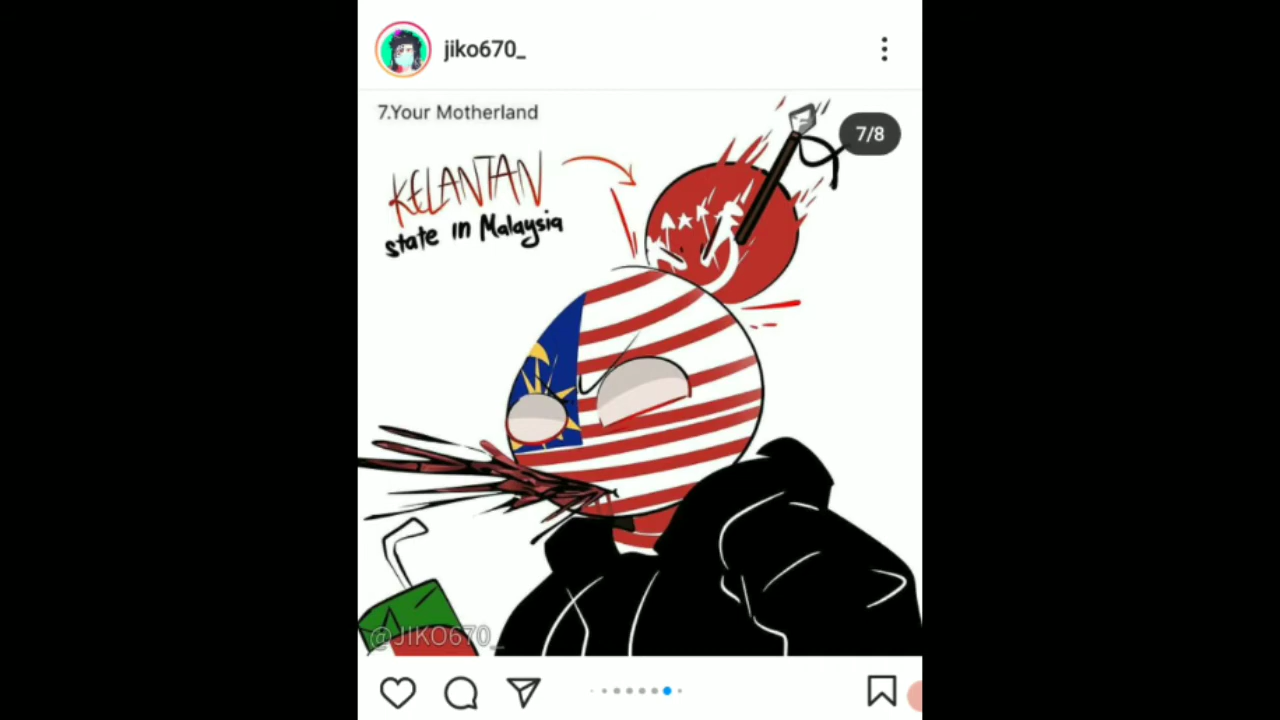 jiko670_
7.Your Motherland
7/8
KELANTAN
state in Malaysia
@JIKO670_